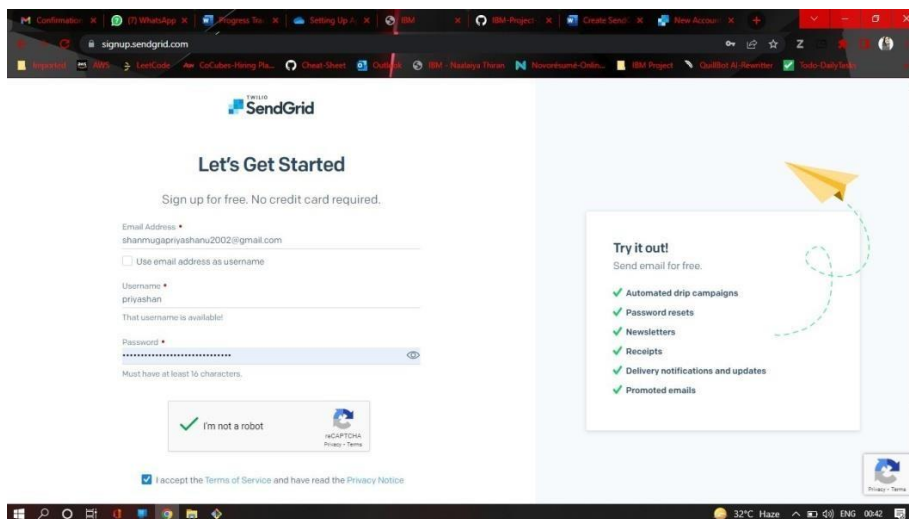 Confirmation
(7) WhatsApp
Progress Trac
Setting Up A
IBM
IBM-Project
Create Send
New Account
signup.sendgrid.com
Imported
AWS
LeetCode
CoCubes-Hiring Pla...
Cheat-Sheet
Outlook
IBM - Naalaiya Thiran
Novorésumé-Onlin...
IBM Project
QuillBot AI-Rewritter
Todo-DailyTasks
TWILIO
SendGrid
Let's Get Started
Sign up for free. No credit card required.
Email Address •
shanmugapriyashanu2002@gmail.com
Use email address as username
Username •
priyashan
That username is available!
Password •
Must have at least 16 characters.
I'm not a robot
reCAPTCHA
Privacy - Terms
I accept the Terms of Service and have read the Privacy Notice
Try it out!
Send email for free.
Automated drip campaigns
Password resets
Newsletters
Receipts
Delivery notifications and updates
Promoted emails
Privacy - Terms
32°C Haze
ENG
00:42